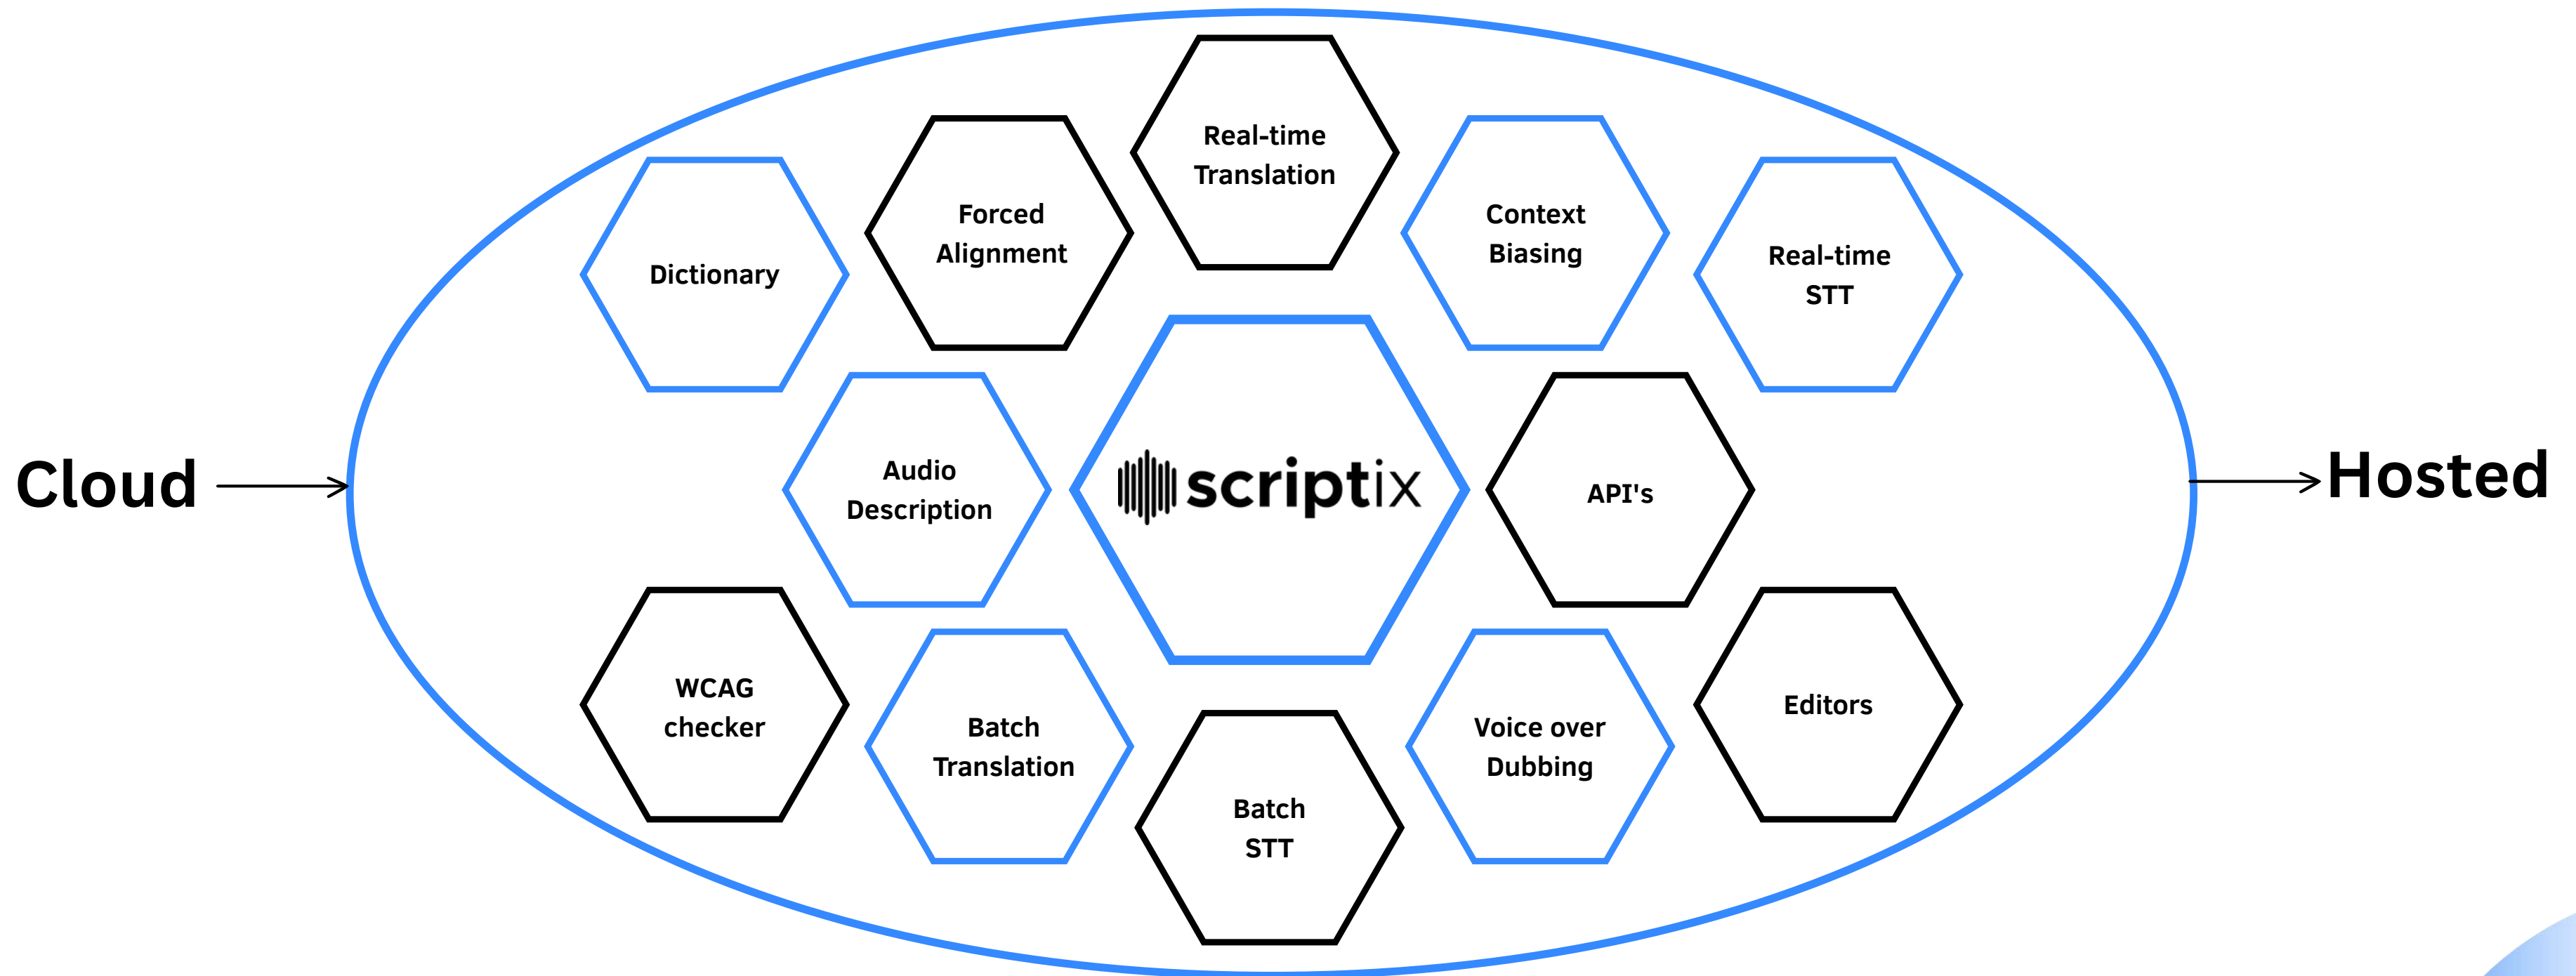 Real-time
Translation
Forced
Alignment
Context
Biasing
Dictionary
Real-time
STT
Cloud
Audio
Description
scriptix
API's
Hosted
WCAG
checker
Batch
Translation
Batch
STT
Voice over
Dubbing
Editors